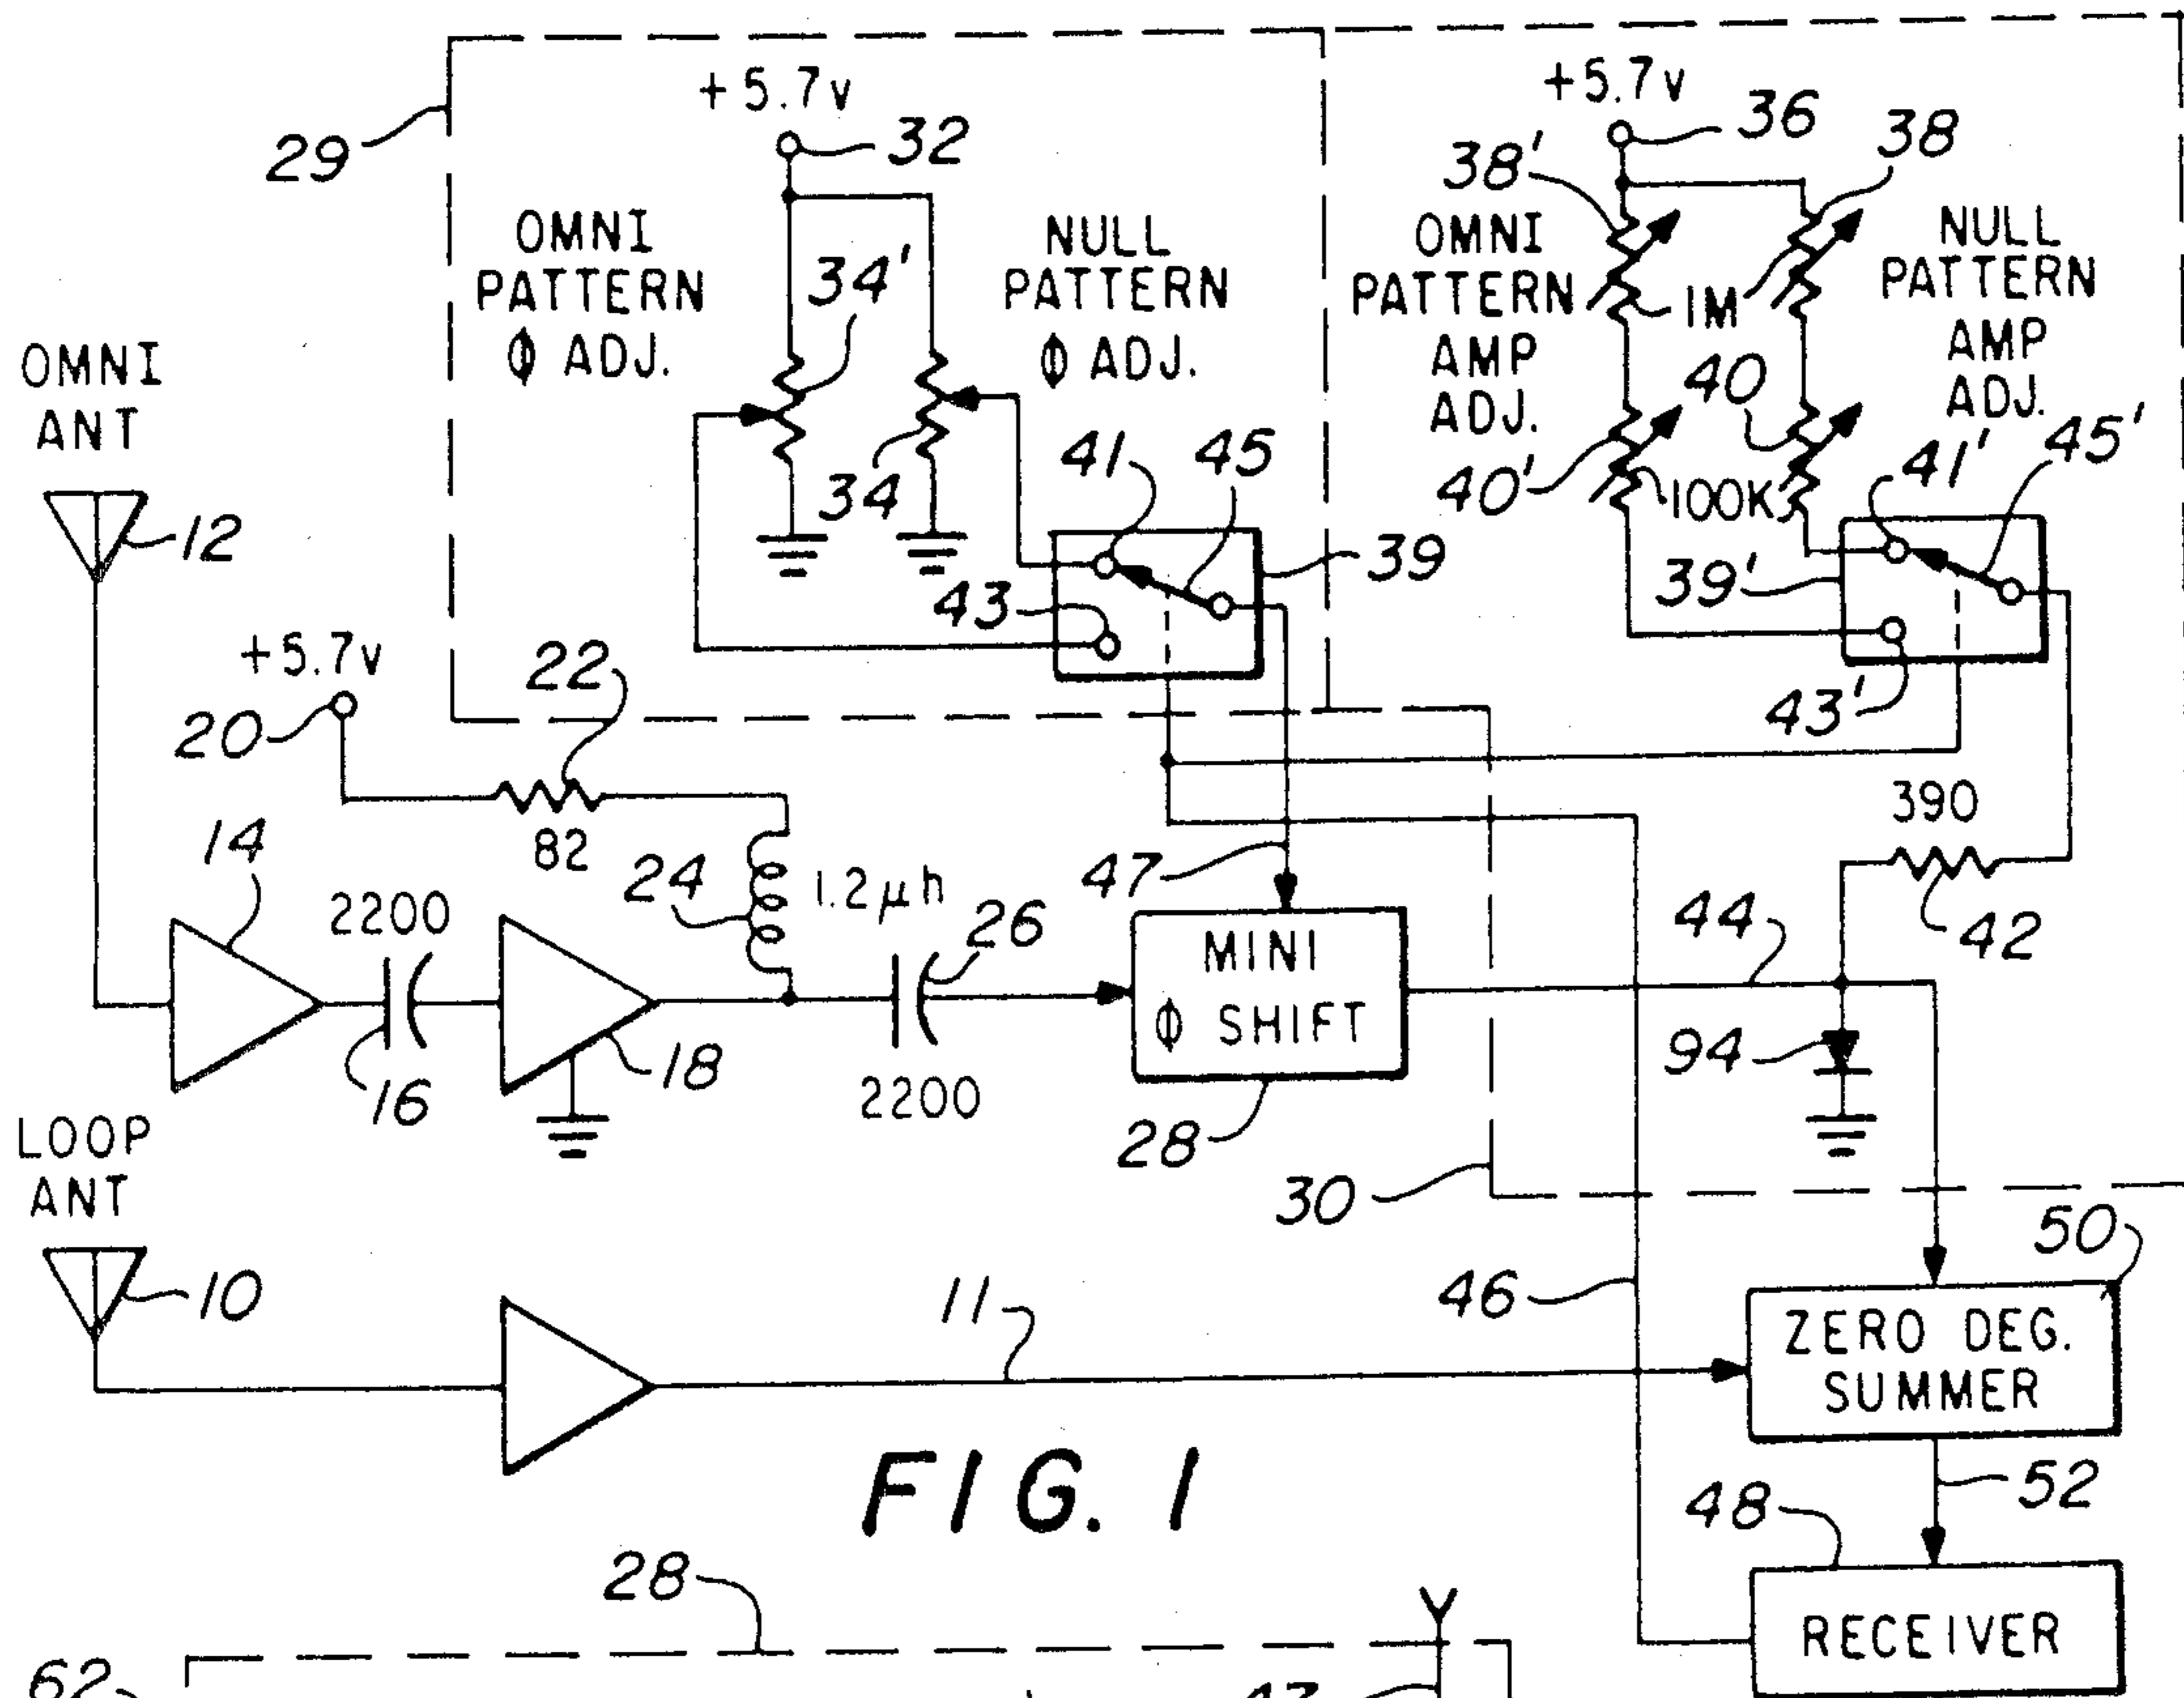 +5.7v
32
29
OMNI
PATTERN
Φ ADJ.
34'
NULL
PATTERN
Φ ADJ.
34
41
45
39
43
+5.7v
36
38'
38
OMNI
PATTERN
AMP
ADJ.
1M
NULL
PATTERN
AMP
ADJ.
40
40'
100K
41'
45'
39'
43'
OMNI
ANT
12
+5.7v
20
22
82
14
2200
16
18
24
1.2μh
26
2200
47
MINI
Φ SHIFT
28
44
390
42
94
30
LOOP
ANT
10
11
46
50
ZERO DEG.
SUMMER
52
48
RECEIVER
FIG. 1
28
Y
62
47